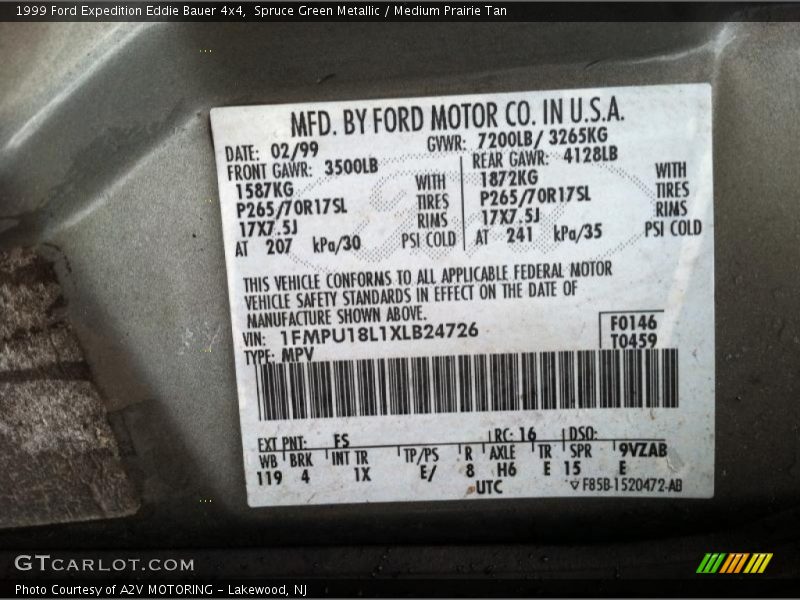 1999 Ford Expedition Eddie Bauer 4x4, Spruce Green Metallic / Medium Prairie Tan
MFD. BY FORD MOTOR CO. IN U.S.A.
DATE: 02/99 GVWR: 7200LB/ 3265KG
FRONT GAWR: 3500LB REAR GAWR: 4128LB
1587KG WITH 1872KG WITH
P265/70R17SL TIRES P265/70R17SL TIRES
17X7.5J RIMS 17X7.5J RIMS
AT 207 kPa/30 PSI COLD AT 241 kPa/35 PSI COLD
THIS VEHICLE CONFORMS TO ALL APPLICABLE FEDERAL MOTOR
VEHICLE SAFETY STANDARDS IN EFFECT ON THE DATE OF
MANUFACTURE SHOWN ABOVE.
VIN: 1FMPU18L1XLB24726 F0146
TYPE: MPV T0459
EXT PNT: FS RC: 16 DSO:
WB BRK INT TR TP/PS R AXLE TR SPR 9VZAB
119 4 1X E/ 8 H6 E 15 E
UTC F85B-1520472-AB
GTCARLOT.COM
Photo Courtesy of A2V MOTORING - Lakewood, NJ